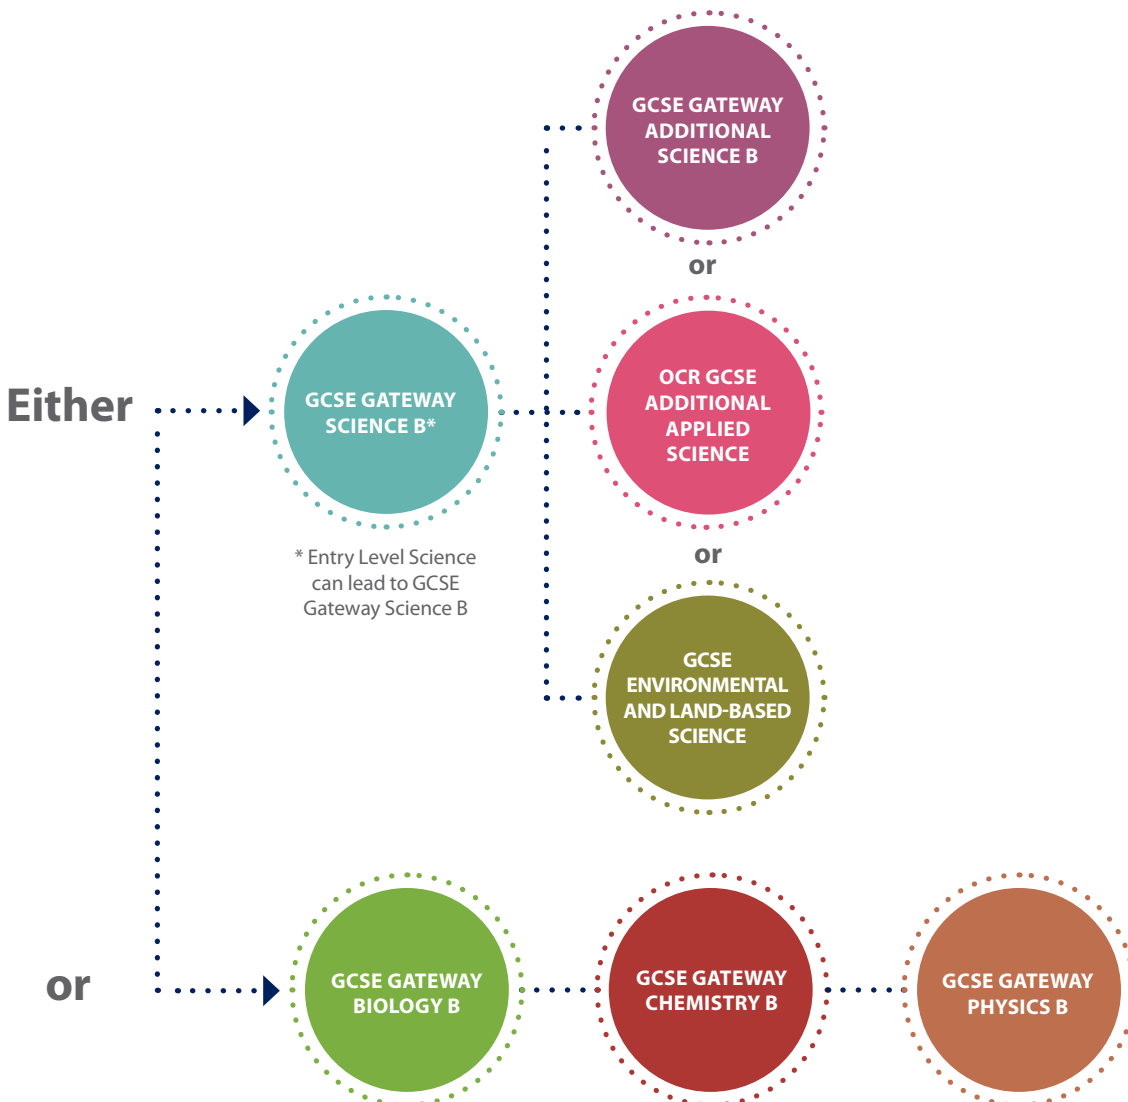 GCSE GATEWAY
ADDITIONAL
SCIENCE B
or
Either
GCSE GATEWAY
SCIENCE B*
OCR GCSE
ADDITIONAL
APPLIED
SCIENCE
* Entry Level Science
can lead to GCSE
Gateway Science B
or
GCSE
ENVIRONMENTAL
AND LAND-BASED
SCIENCE
or
GCSE GATEWAY
BIOLOGY B
GCSE GATEWAY
CHEMISTRY B
GCSE GATEWAY
PHYSICS B